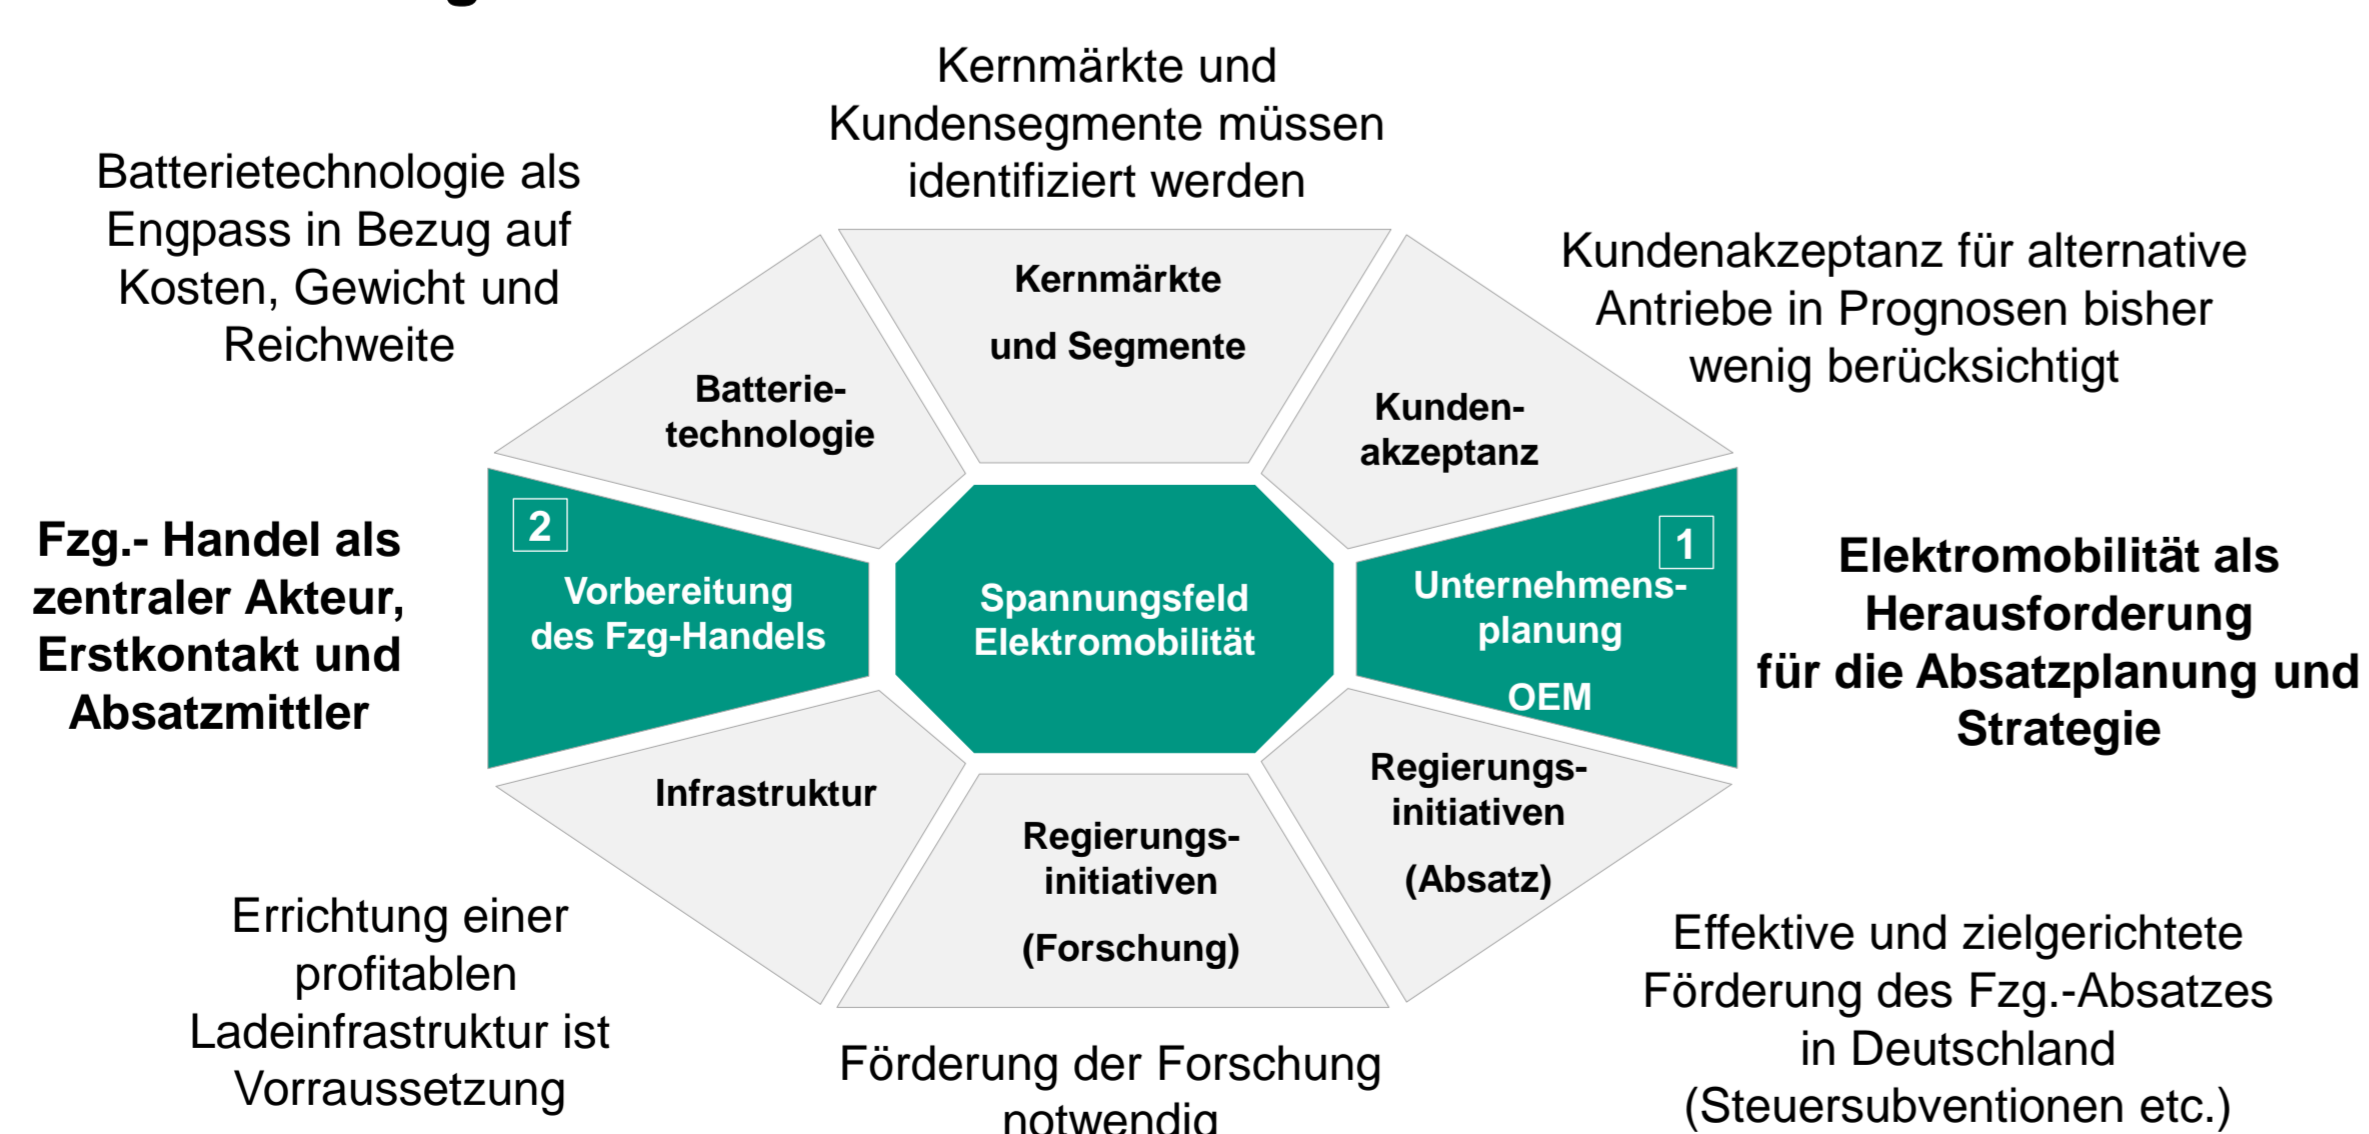 Kernmärkte und
Kundensegmente müssen
identifiziert werden
Batterietechnologie als
Engpass in Bezug auf
Kosten, Gewicht und
Reichweite
Kundenakzeptanz für alternative
Antriebe in Prognosen bisher
wenig berücksichtigt
Kernmärkte
und Segmente
Batterie-
technologie
Kunden-
akzeptanz
Fzg.- Handel als
zentraler Akteur,
Erstkontakt und
Absatzmittler
2
Vorbereitung
des Fzg-Handels
Spannungsfeld
Elektromobilität
1
Unternehmens-
planung
OEM
Elektromobilität als
Herausforderung
für die Absatzplanung und
Strategie
Infrastruktur
Regierungs-
initiativen
(Forschung)
Regierungs-
initiativen
(Absatz)
Errichtung einer
profitablen
Ladeinfrastruktur ist
Vorraussetzung
Förderung der Forschung
notwendig
Effektive und zielgerichtete
Förderung des Fzg.-Absatzes
in Deutschland
(Steuersubventionen etc.)